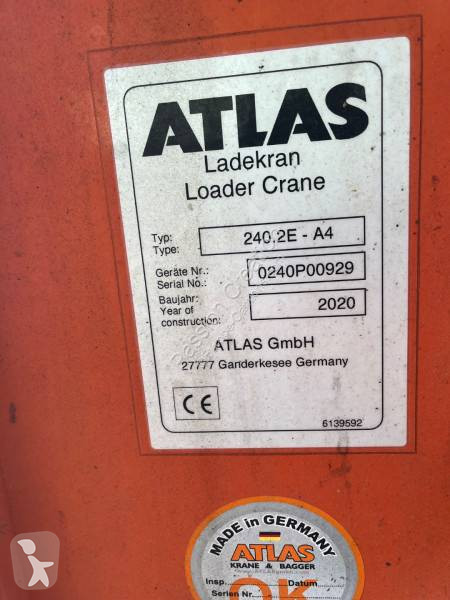 ATLAS
Ladekran
Loader Crane
Typ:
Type:
240.2E - A4
Geräte Nr.:
Serial No.:
0240P00929
Baujahr:
Year of
construction:
2020
ATLAS GmbH
27777 Ganderkesee Germany
CE
6139592
MADE in GERMANY
ATLAS
KRANE & BAGGER
Insp.
Datum
Serien Nr.
OK